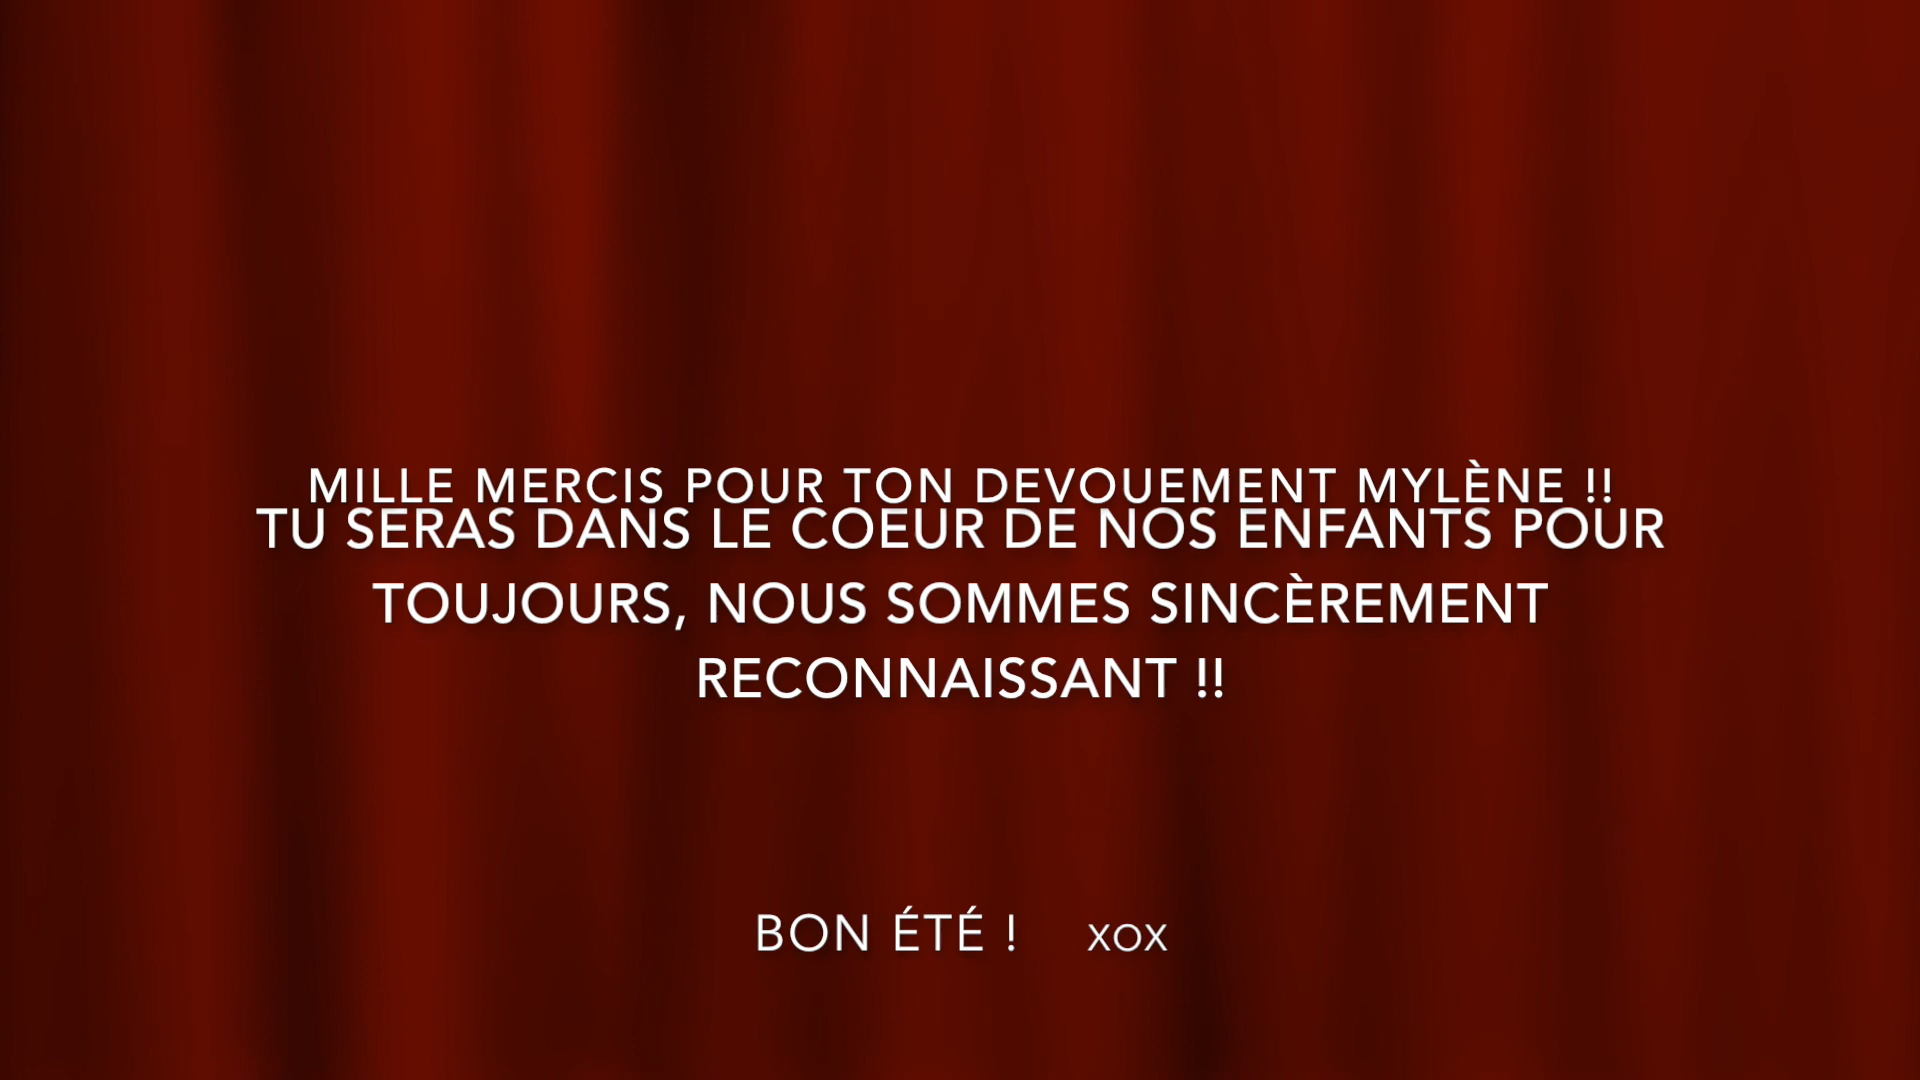 MILLE MERCIS POUR TON DEVOUEMENT MYLÈNE !!
TU SERAS DANS LE COEUR DE NOS ENFANTS POUR
TOUJOURS, NOUS SOMMES SINCÈREMENT
RECONNAISSANT !!
BON ÉTÉ ! XOX